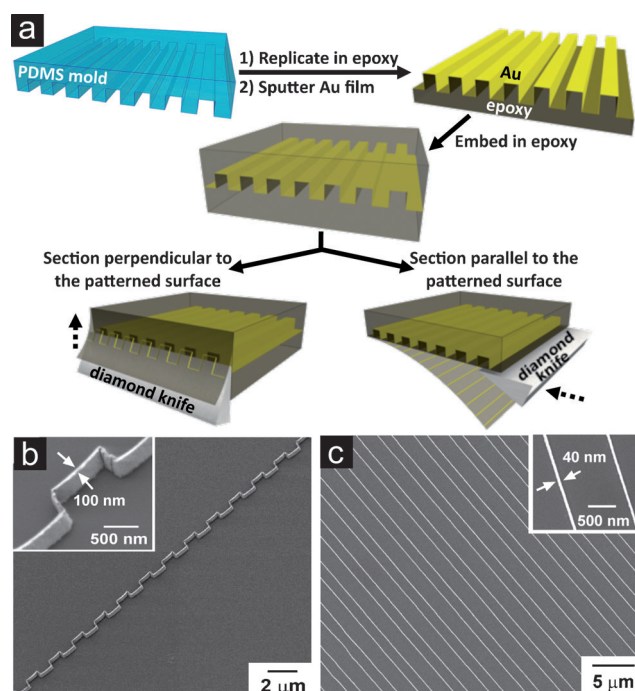 a
PDMS mold
1) Replicate in epoxy
2) Sputter Au film
Au
epoxy
Embed in epoxy
Section perpendicular to
the patterned surface
Section parallel to the
patterned surface
diamond knife
diamond
knife
b
100 nm
500 nm
2 μm
c
40 nm
500 nm
5 μm